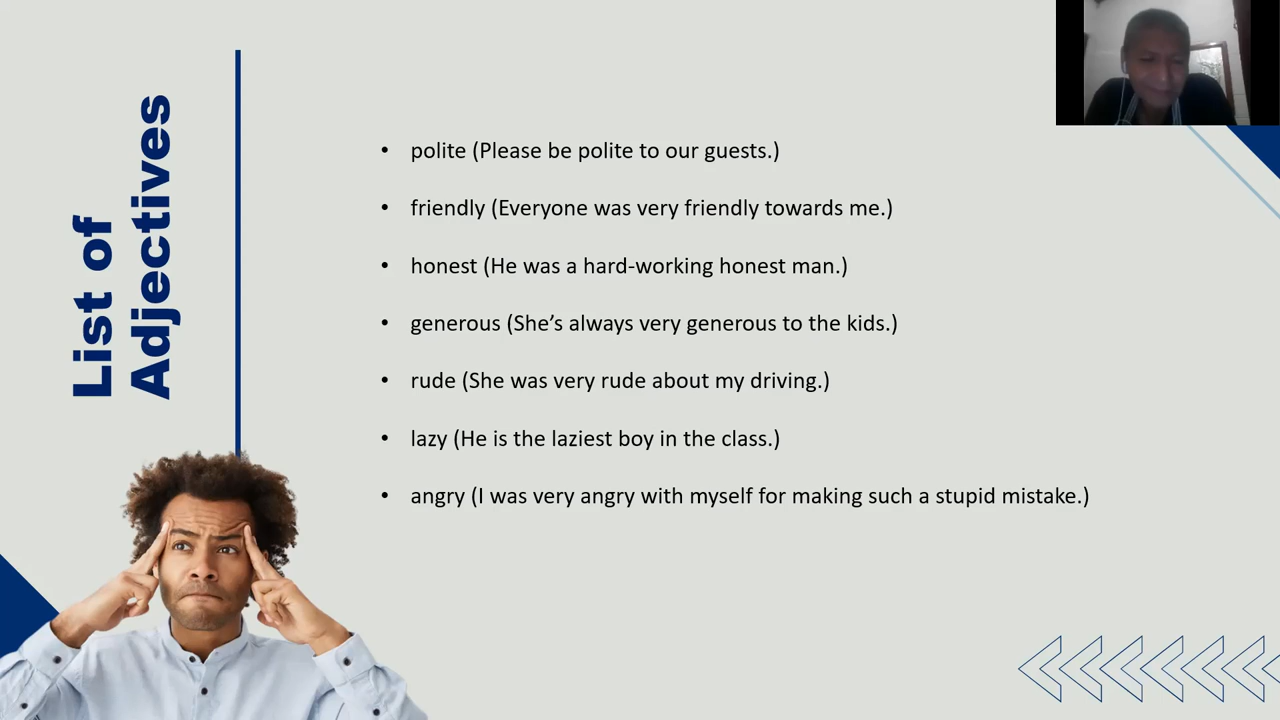 List of
Adjectives
• polite (Please be polite to our guests.)
• friendly (Everyone was very friendly towards me.)
• honest (He was a hard-working honest man.)
• generous (She’s always very generous to the kids.)
• rude (She was very rude about my driving.)
• lazy (He is the laziest boy in the class.)
• angry (I was very angry with myself for making such a stupid mistake.)